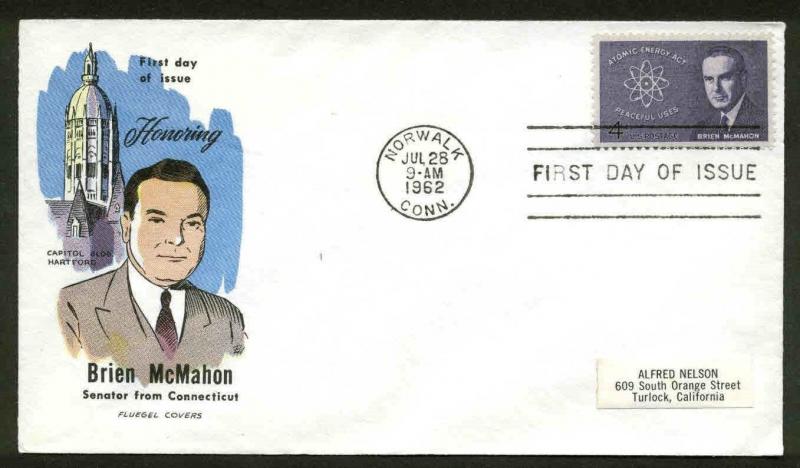 First day
of issue
Honoring
CAPITOL BLDG
HARTFORD
Brien McMahon
Senator from Connecticut
FLUEGEL COVERS
NORWALK
JUL 28
9-AM
1962
CONN.
ATOMIC ENERGY ACT
PEACEFUL USES
4 U.S. POSTAGE
BRIEN McMAHON
FIRST DAY OF ISSUE
ALFRED NELSON
609 South Orange Street
Turlock, California